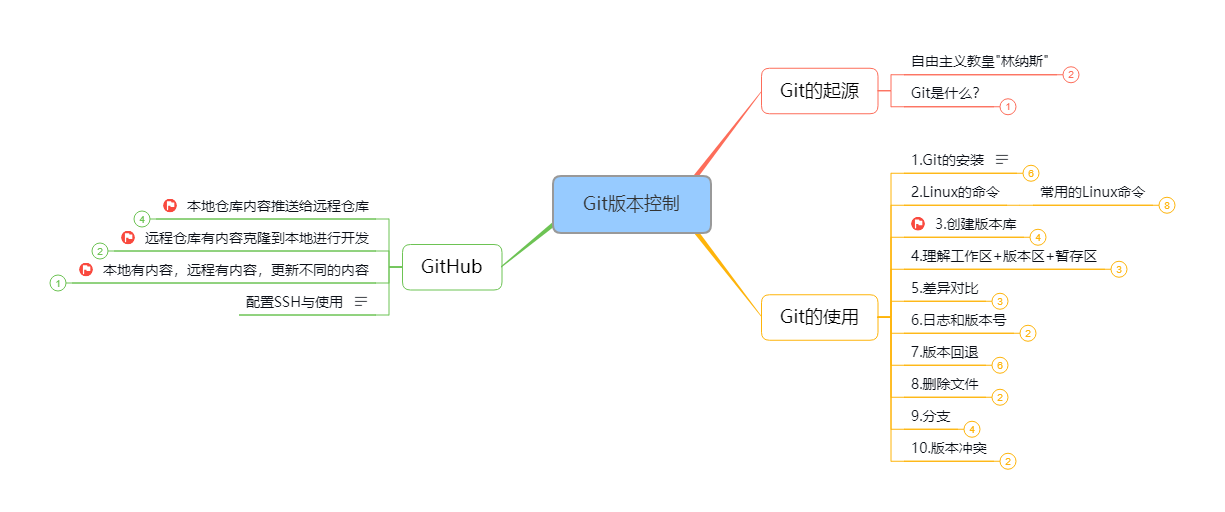 Git版本控制
Git的起源
自由主义教皇"林纳斯"
2
Git是什么?
1
Git的使用
1.Git的安装
6
2.Linux的命令
常用的Linux命令
8
3.创建版本库
4
4.理解工作区+版本区+暂存区
3
5.差异对比
3
6.日志和版本号
2
7.版本回退
6
8.删除文件
2
9.分支
4
10.版本冲突
2
GitHub
本地仓库内容推送给远程仓库
4
远程仓库有内容克隆到本地进行开发
2
本地有内容，远程有内容，更新不同的内容
1
配置SSH与使用